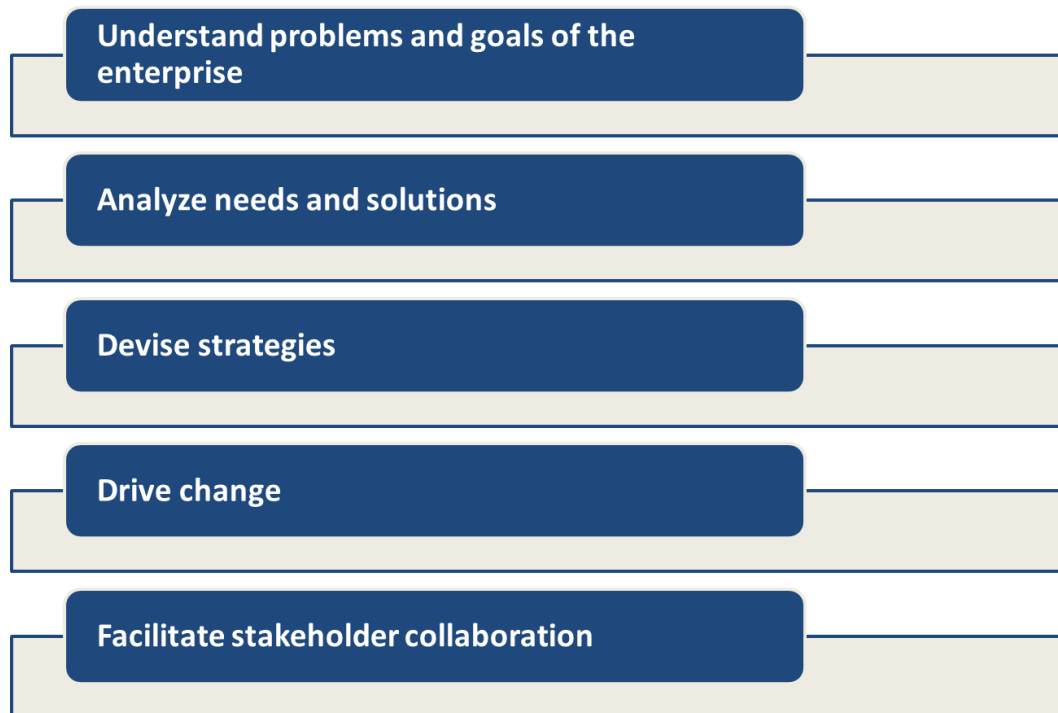 Understand problems and goals of the
enterprise
Analyze needs and solutions
Devise strategies
Drive change
Facilitate stakeholder collaboration